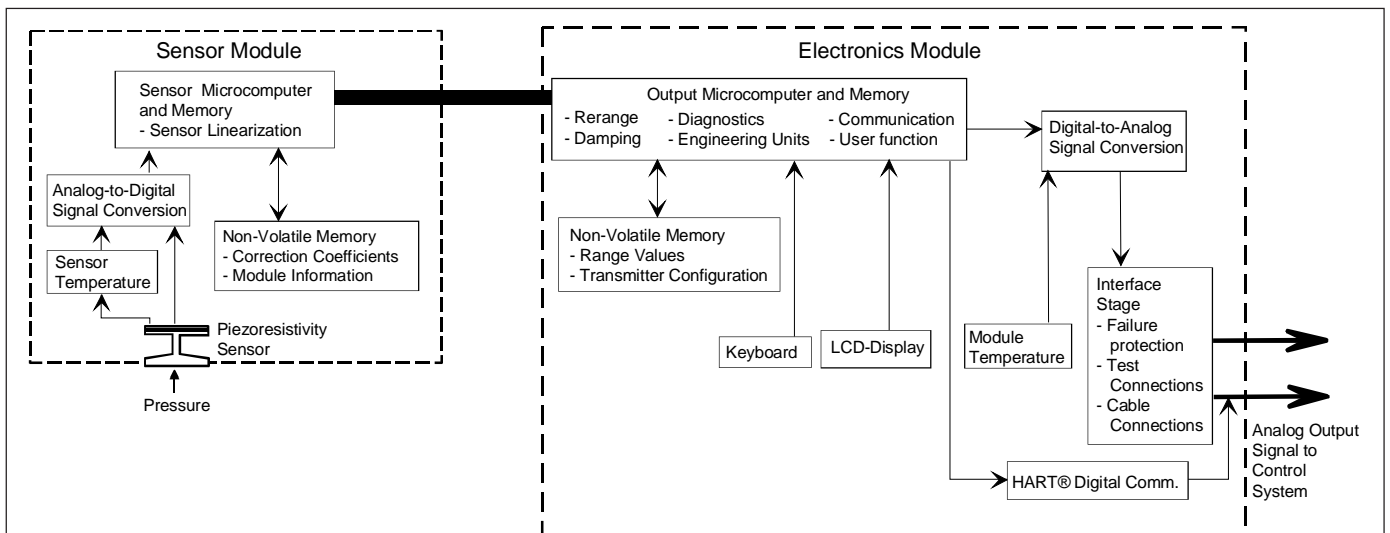 Sensor Module
Sensor Microcomputer
and Memory
- Sensor Linearization
Analog-to-Digital
Signal Conversion
Sensor
Temperature
Non-Volatile Memory
- Correction Coefficients
- Module Information
Piezoresistivity
Sensor
Pressure
Electronics Module
Output Microcomputer and Memory
- Rerange - Diagnostics - Communication
- Damping - Engineering Units - User function
Non-Volatile Memory
- Range Values
- Transmitter Configuration
Keyboard
LCD-Display
Digital-to-Analog
Signal Conversion
Module
Temperature
Interface
Stage
- Failure
protection
- Test
Connections
- Cable
Connections
HART® Digital Comm.
Analog Output
Signal to
Control
System